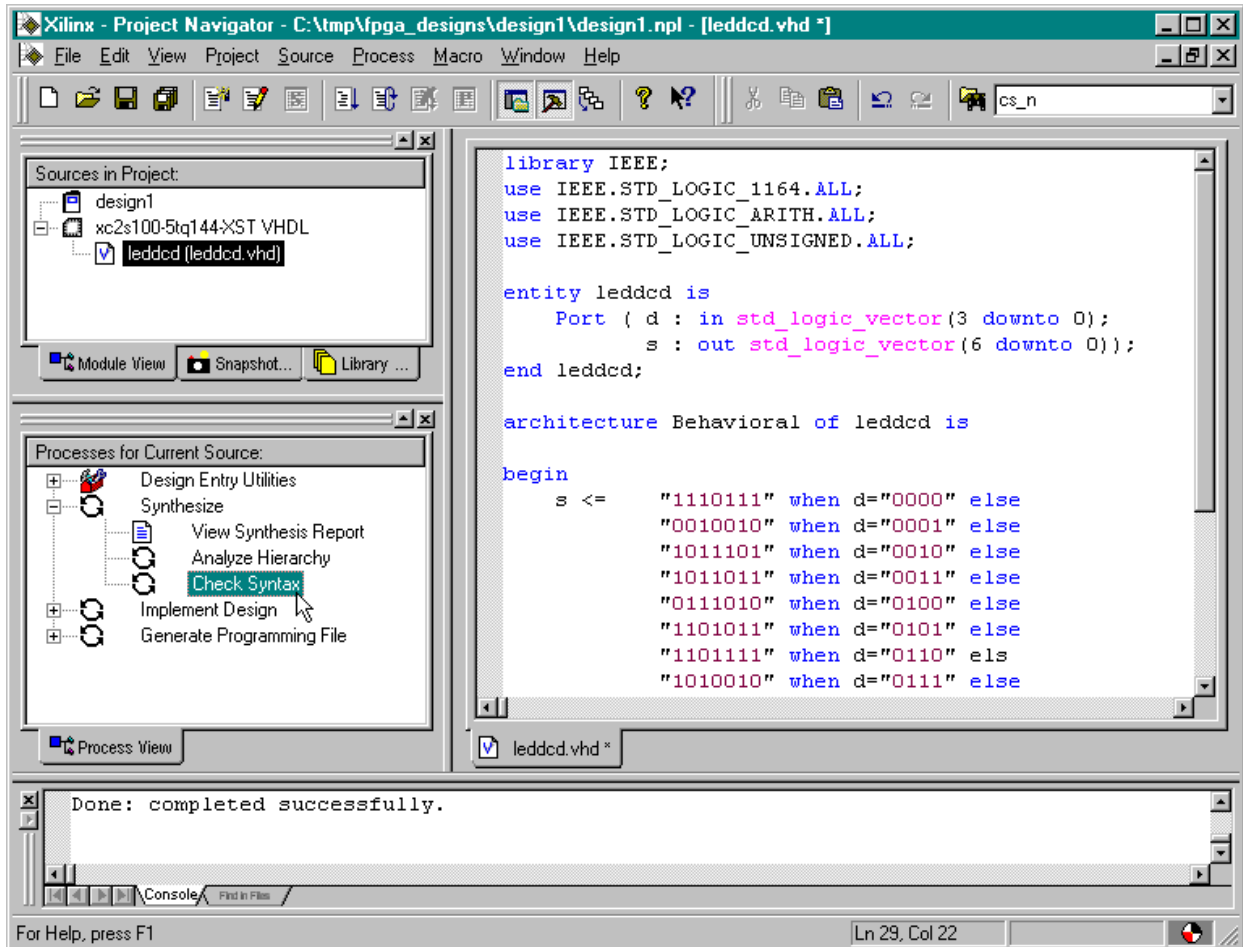 Xilinx - Project Navigator - C:\tmp\fpga_designs\design1\design1.npl - [leddcd.vhd *]
File Edit View Project Source Process Macro Window Help
cs_n
Sources in Project:
design1
xc2s100-5tq144-XST VHDL
leddcd (leddcd.vhd)
Module View Snapshot... Library ...
Processes for Current Source:
Design Entry Utilities
Synthesize
View Synthesis Report
Analyze Hierarchy
Check Syntax
Implement Design
Generate Programming File
Process View
library IEEE;
use IEEE.STD_LOGIC_1164.ALL;
use IEEE.STD_LOGIC_ARITH.ALL;
use IEEE.STD_LOGIC_UNSIGNED.ALL;
entity leddcd is
Port ( d : in std_logic_vector(3 downto 0);
s : out std_logic_vector(6 downto 0));
end leddcd;
architecture Behavioral of leddcd is
begin
s <= "1110111" when d="0000" else
"0010010" when d="0001" else
"1011101" when d="0010" else
"1011011" when d="0011" else
"0111010" when d="0100" else
"1101011" when d="0101" else
"1101111" when d="0110" els
"1010010" when d="0111" else
leddcd.vhd *
Done: completed successfully.
Console Find in Files
For Help, press F1 Ln 29, Col 22